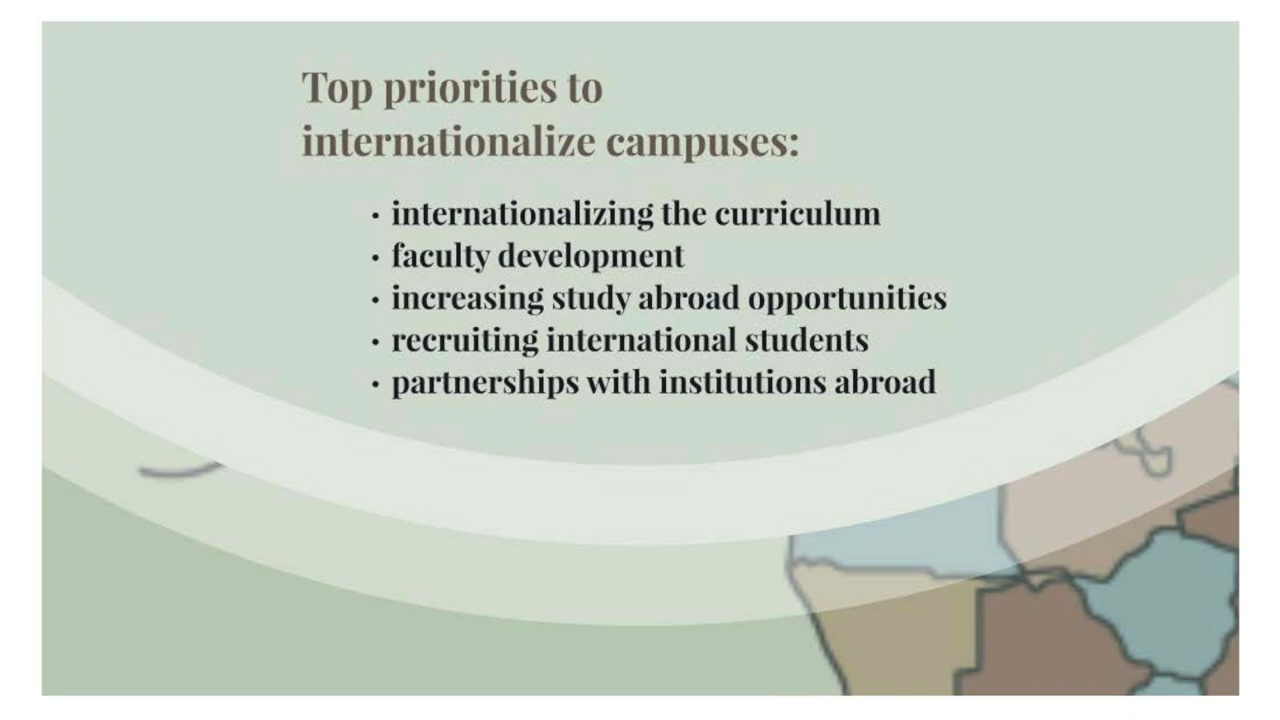 Top priorities to
internationalize campuses:
· internationalizing the curriculum
· faculty development
· increasing study abroad opportunities
· recruiting international students
· partnerships with institutions abroad